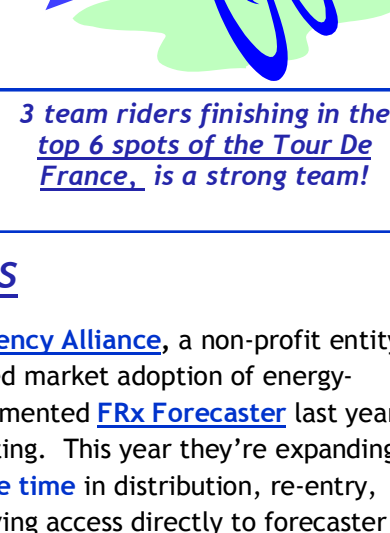 3 team riders finishing in the
top 6 spots of the Tour De
France, is a strong team!
s
ency Alliance, a non-profit entity
ed market adoption of energy-
mented FRx Forecaster last year
ing. This year they're expanding
e time in distribution, re-entry,
ving access directly to forecaster